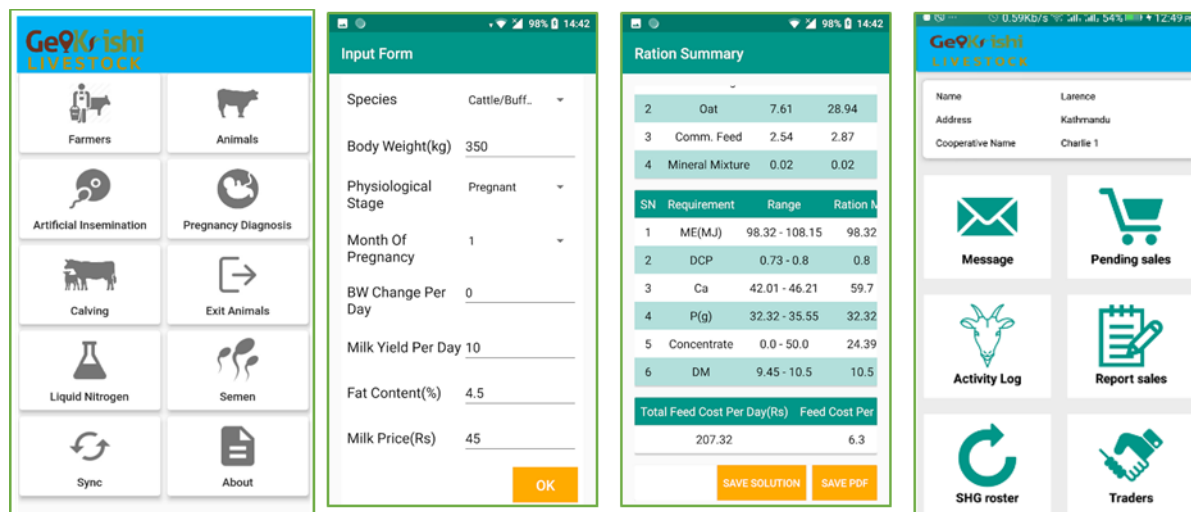 GeoKrishi
LIVESTOCK
Farmers
Animals
Artificial Insemination
Pregnancy Diagnosis
Calving
Exit Animals
Liquid Nitrogen
Semen
Sync
About
98% 14:42
Input Form
Species Cattle/Buff..
Body Weight(kg) 350
Physiological Pregnant
Stage
Month Of 1
Pregnancy
BW Change Per 0
Day
Milk Yield Per Day 10
Fat Content(%) 4.5
Milk Price(Rs) 45
OK
98% 14:42
Ration Summary
2 Oat 7.61 28.94
3 Comm. Feed 2.54 2.87
4 Mineral Mixture 0.02 0.02
SN Requirement Range Ration M
1 ME(MJ) 98.32 - 108.15 98.32
2 DCP 0.73 - 0.8 0.8
3 Ca 42.01 - 46.21 59.7
4 P(g) 32.32 - 35.55 32.32
5 Concentrate 0.0 - 50.0 24.39
6 DM 9.45 - 10.5 10.5
Total Feed Cost Per Day(Rs) Feed Cost Per
207.32 6.3
SAVE SOLUTION SAVE PDF
0.59Kb/s 54% 12:49 PM
GeoKrishi
LIVESTOCK
Name Larence
Address Kathmandu
Cooperative Name Charlie 1
Message
Pending sales
Activity Log
Report sales
SHG roster
Traders